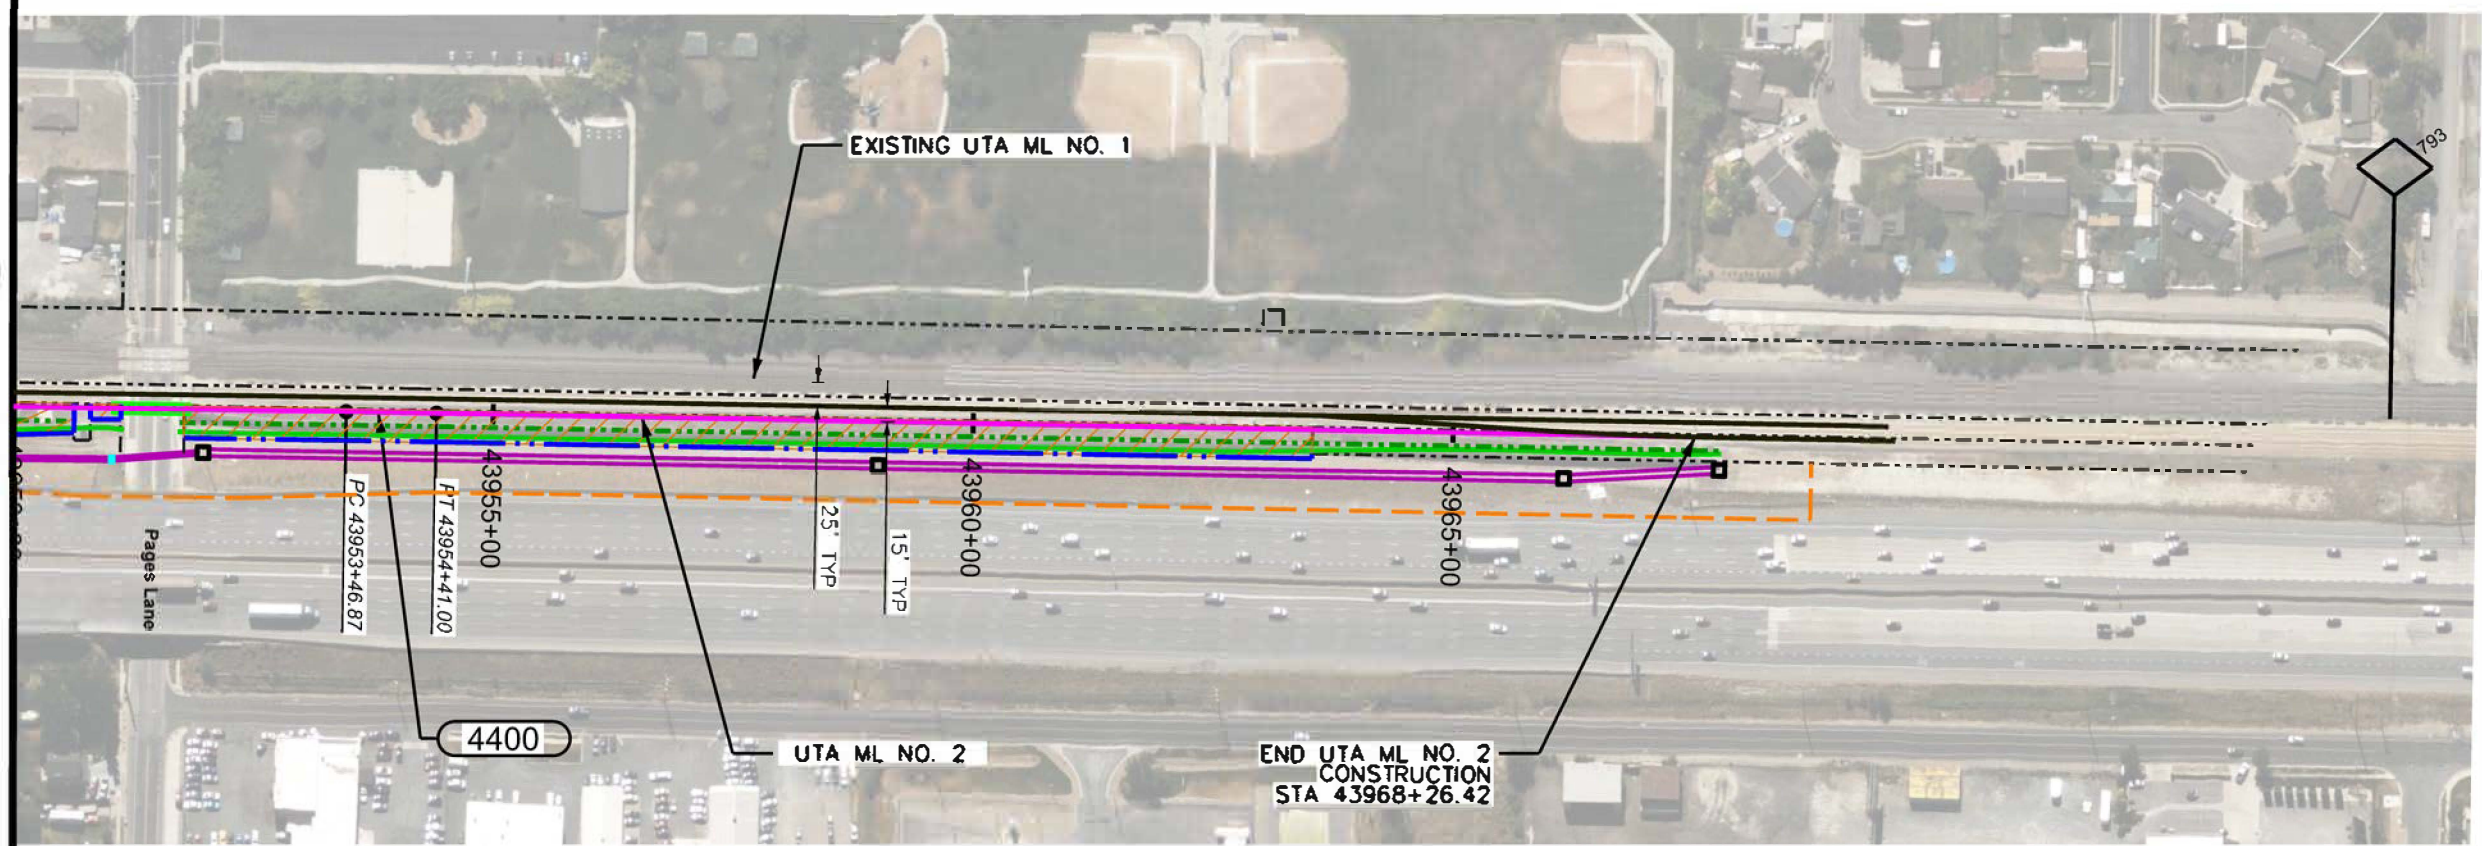 EXISTING UTA ML NO. 1
793
43955+00
43960+00
43965+00
PC 43953+46.87
PT 43954+41.00
25' TYP
15' TYP
Pages Lane
4400
UTA ML NO. 2
END UTA ML NO. 2
CONSTRUCTION
STA 43968+26.42